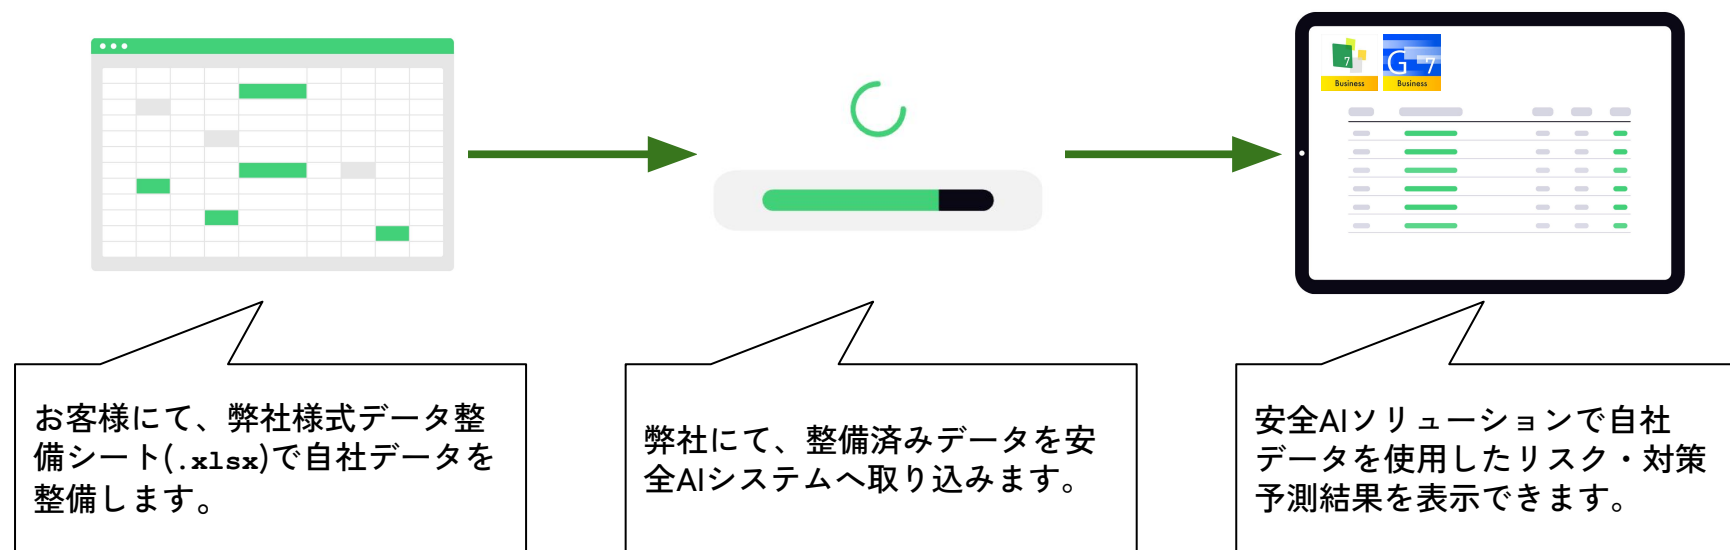 7
Business
G 7
Business
お客様にて、弊社様式データ整
備シート(.xlsx)で自社データを
整備します。
弊社にて、整備済みデータを安
全AIシステムへ取り込みます。
安全AIソリューションで自社
データを使用したリスク・対策
予測結果を表示できます。